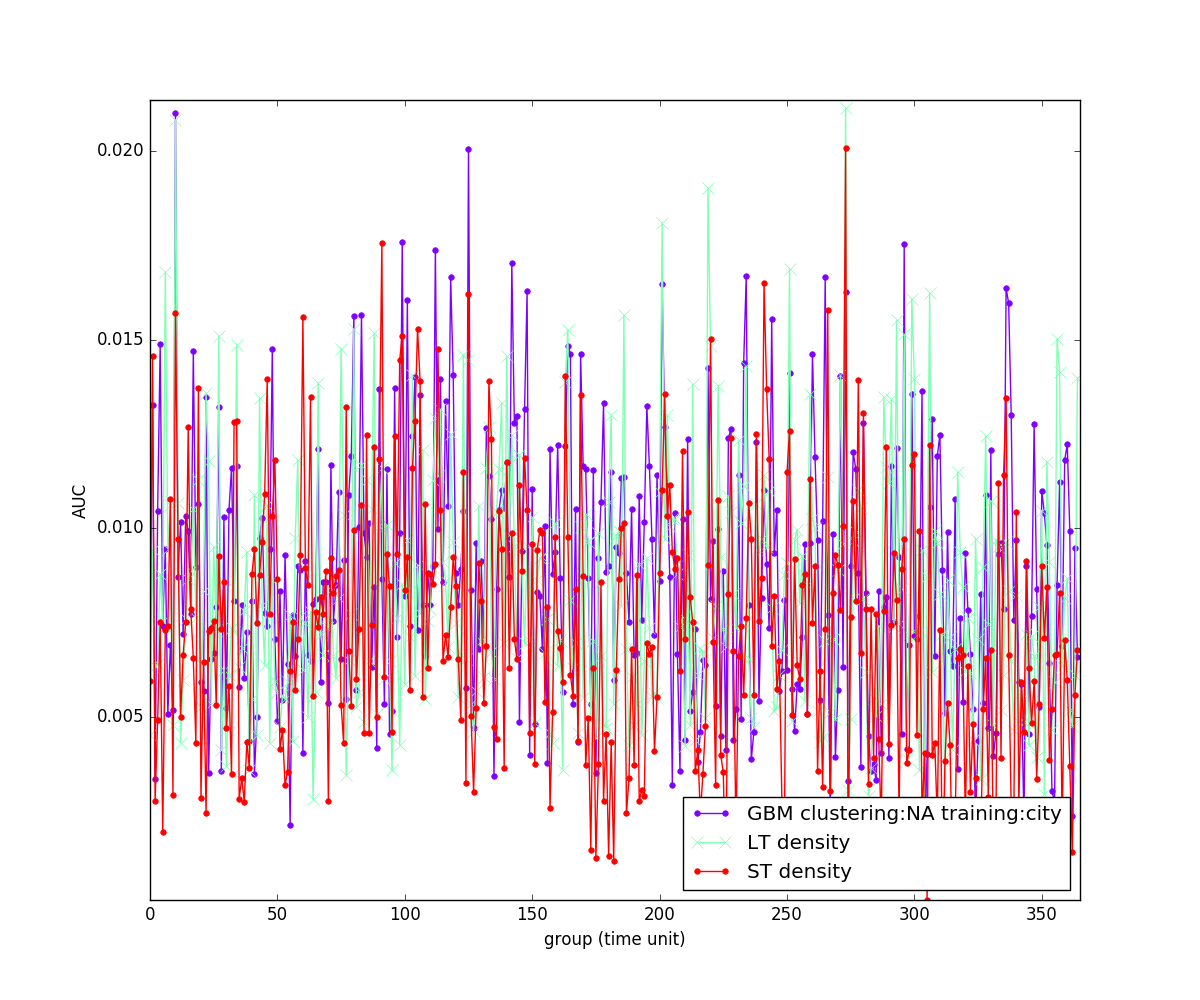 0.020
0.015
0.010
0.005
AUC
0 50 100 150 200 250 300 350
group (time unit)
GBM clustering:NA training:city
LT density
ST density